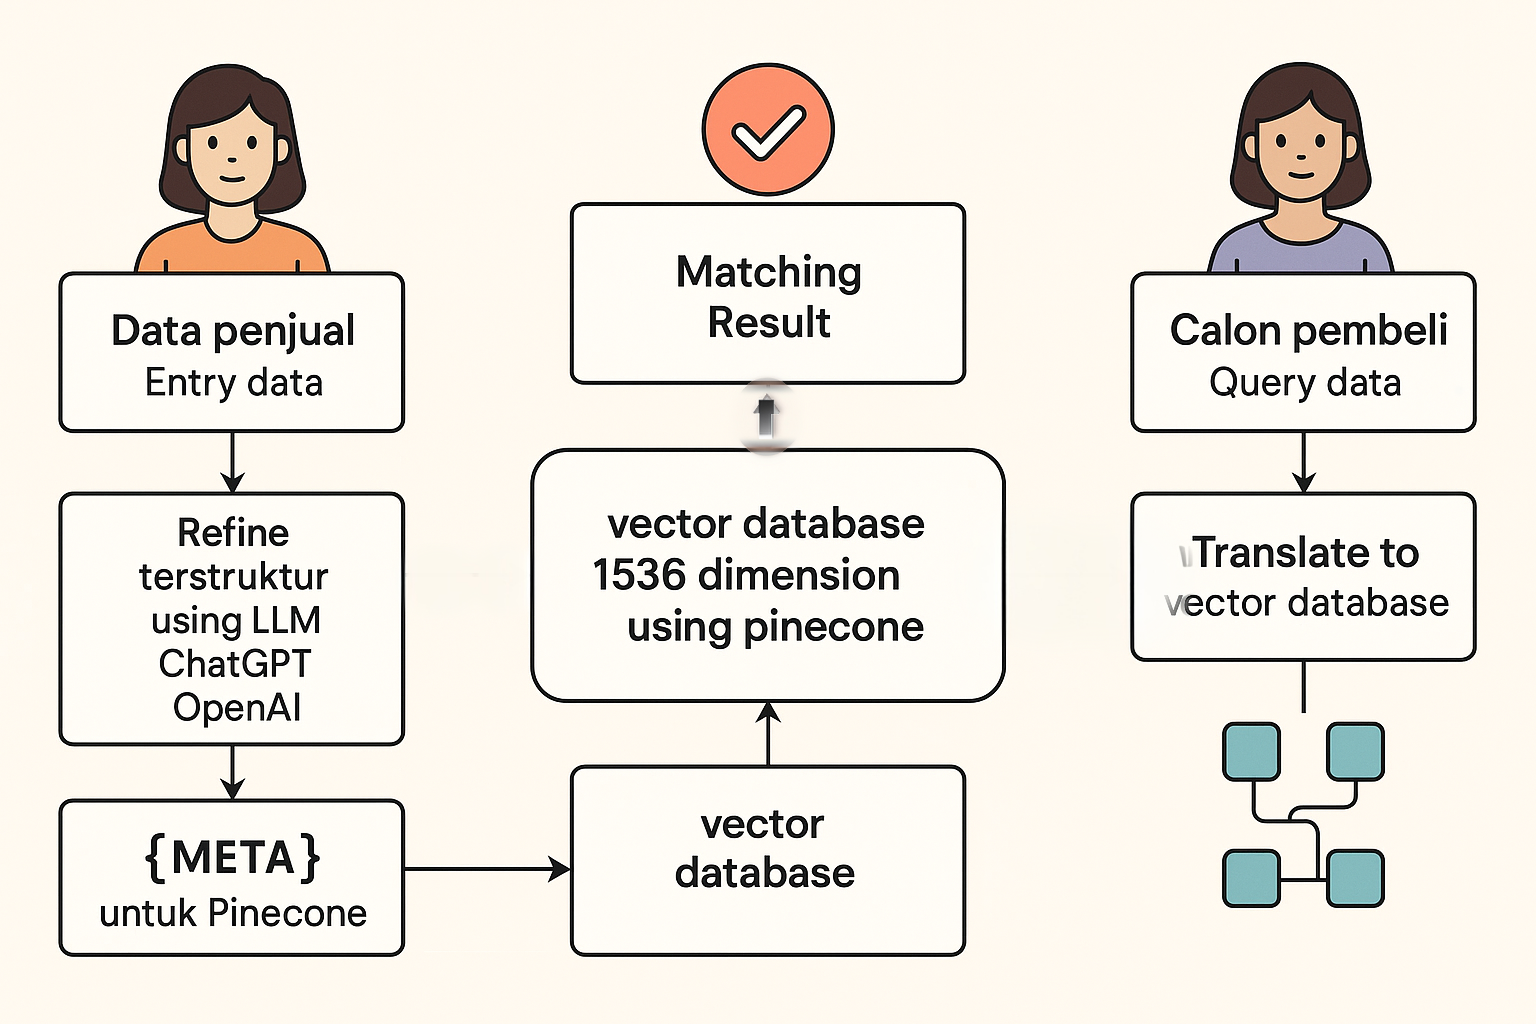 Data penjual
Entry data
Refine
terstruktur
using LLM
ChatGPT
OpenAI
{META}
untuk Pinecone
Matching
Result
vector database
1536 dimension
using pinecone
vector
database
Calon pembeli
Query data
Translate to
vector database